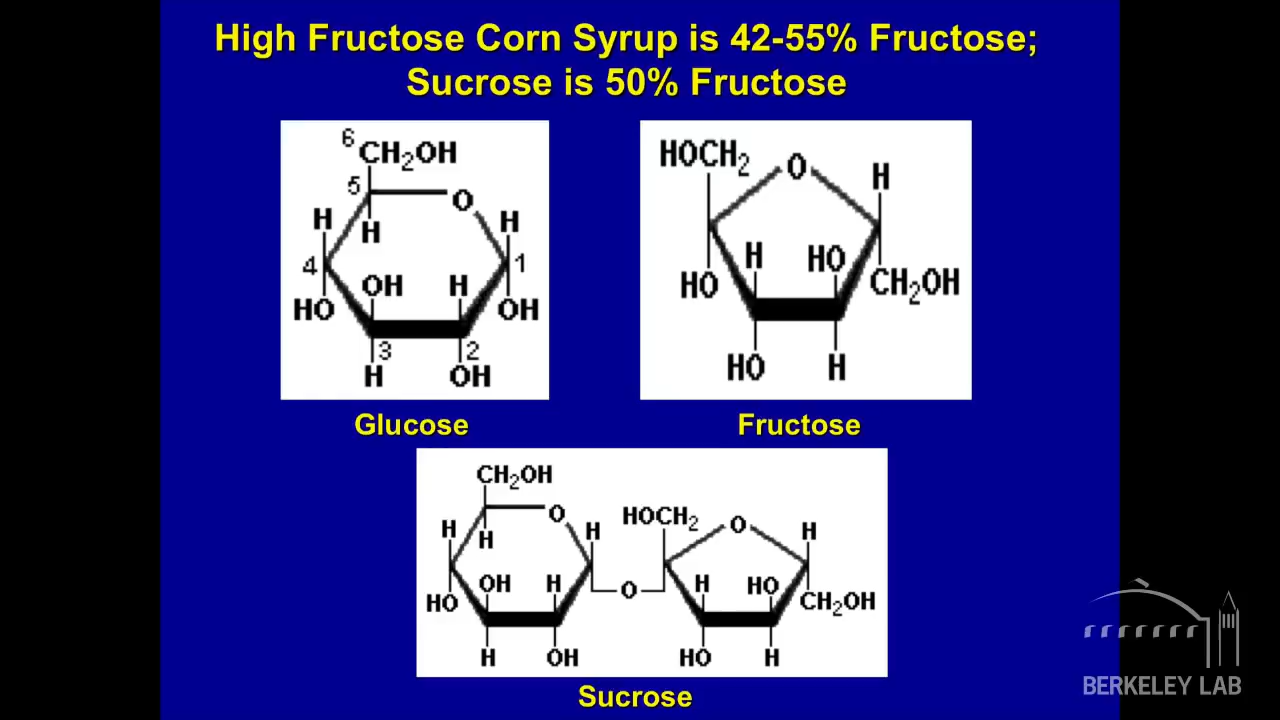 High Fructose Corn Syrup is 42-55% Fructose;
Sucrose is 50% Fructose
6
CH2OH
5
O
H
H
H
4
1
OH
H
HO
OH
3
2
H
OH
Glucose
HOCH2
O
H
H
HO
HO
CH2OH
HO
H
Fructose
CH2OH
O
H
H
H
OH
H
HO
H
OH
O
HOCH2
O
H
H
HO
CH2OH
HO
H
Sucrose
BERKELEY LAB